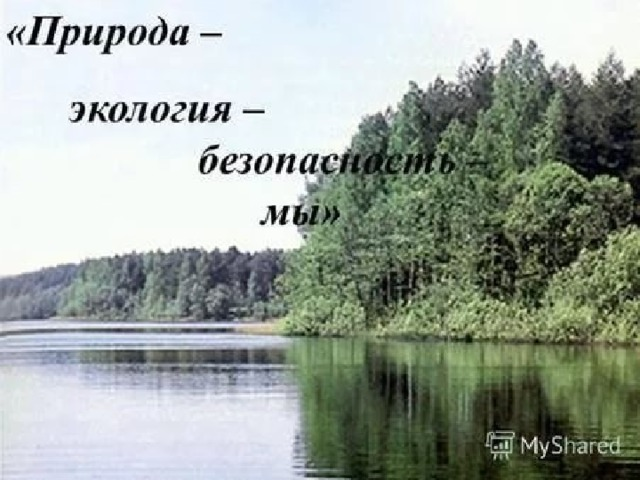 «Природа –
экология –
безопасность –
мы»
MyShared